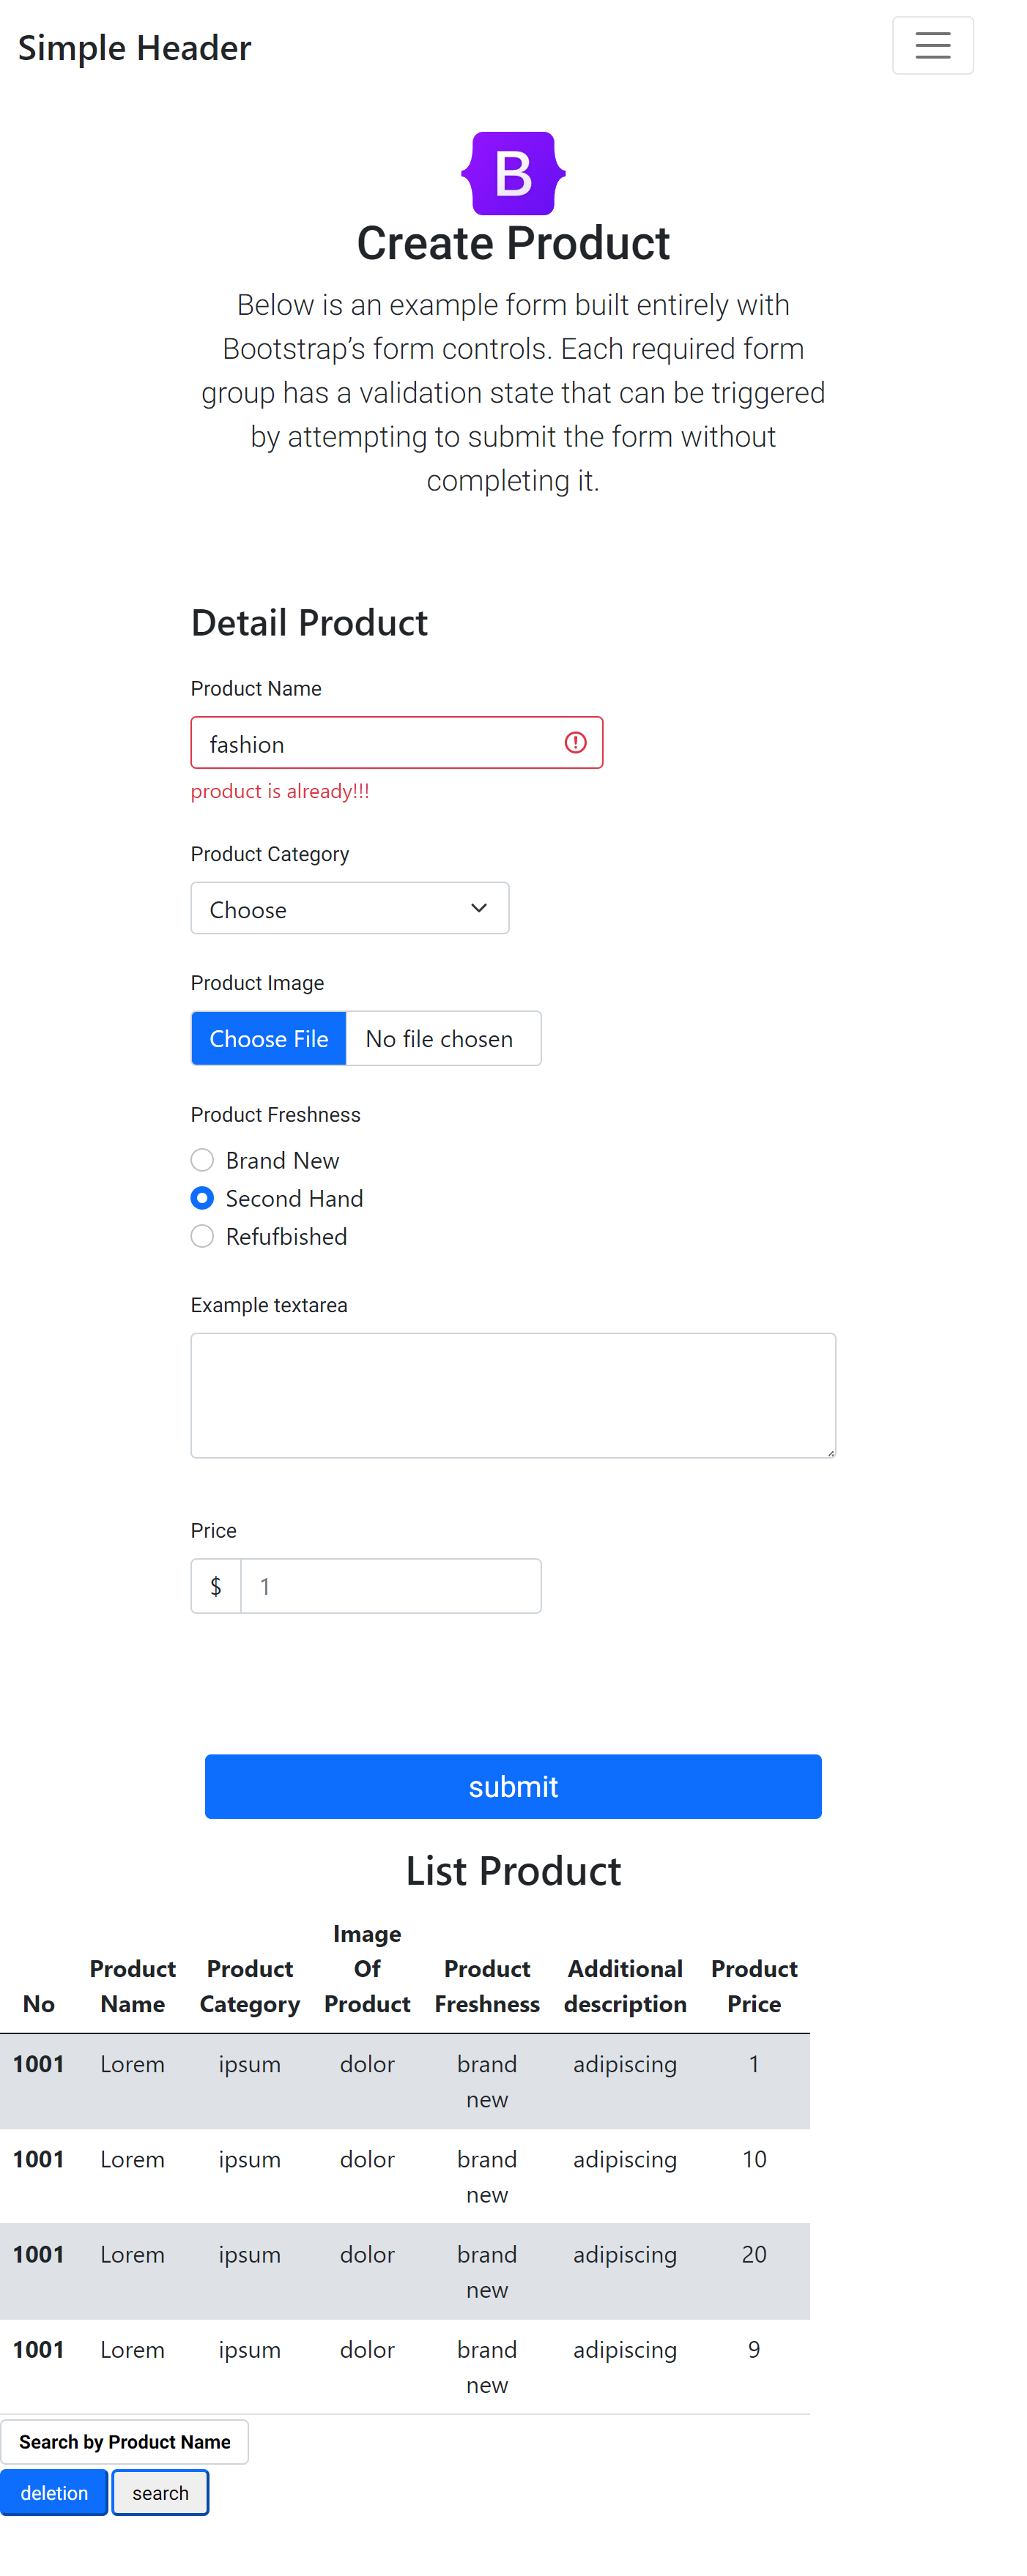 Simple Header
B
Create Product
Below is an example form built entirely with
Bootstrap’s form controls. Each required form
group has a validation state that can be triggered
by attempting to submit the form without
completing it.
Detail Product
Product Name
fashion
product is already!!!
Product Category
Choose
Product Image
Choose File No file chosen
Product Freshness
Brand New
Second Hand
Refufbished
Example textarea
Price
$ 1
submit
List Product
No Product Name Product Category Image Of Product Product Freshness Additional description Product Price
1001 Lorem ipsum dolor brand new adipiscing 1
1001 Lorem ipsum dolor brand new adipiscing 10
1001 Lorem ipsum dolor brand new adipiscing 20
1001 Lorem ipsum dolor brand new adipiscing 9
Search by Product Name
deletion search